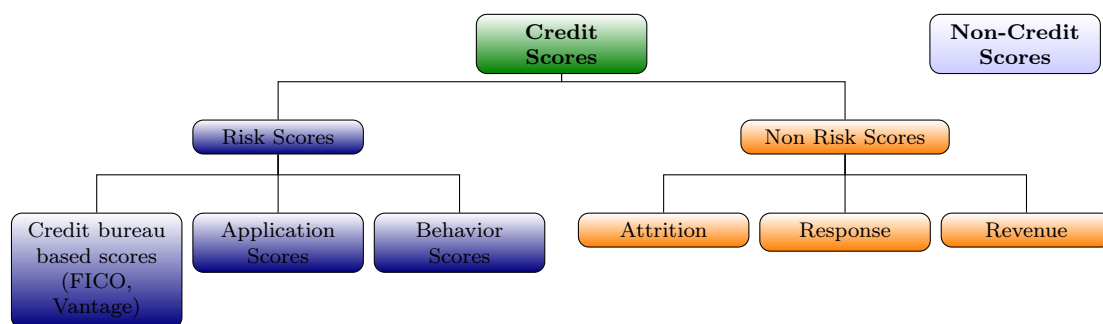 Credit
Scores
Non-Credit
Scores
Risk Scores
Non Risk Scores
Credit bureau
based scores
(FICO,
Vantage)
Application
Scores
Behavior
Scores
Attrition
Response
Revenue